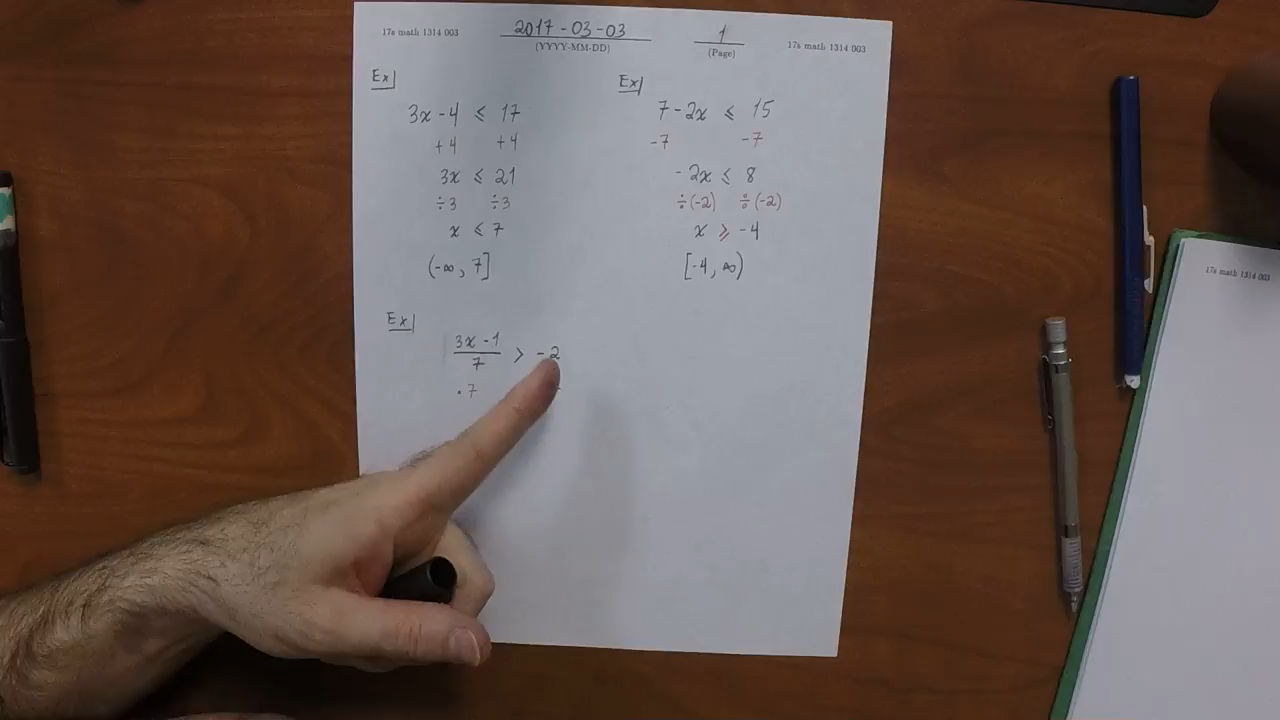 17s math 1314 003 2017-03-03 1 17s math 1314 003
(YYYY-MM-DD) (Page)
Ex
3x - 4 ≤ 17
+4 +4
3x ≤ 21
÷3 ÷3
x ≤ 7
(-∞, 7]
Ex
7 - 2x ≤ 15
-7 -7
-2x ≤ 8
÷(-2) ÷(-2)
x ≥ -4
[-4, ∞)
Ex
3x - 1
7 > -2
·7
17s math 1314 003